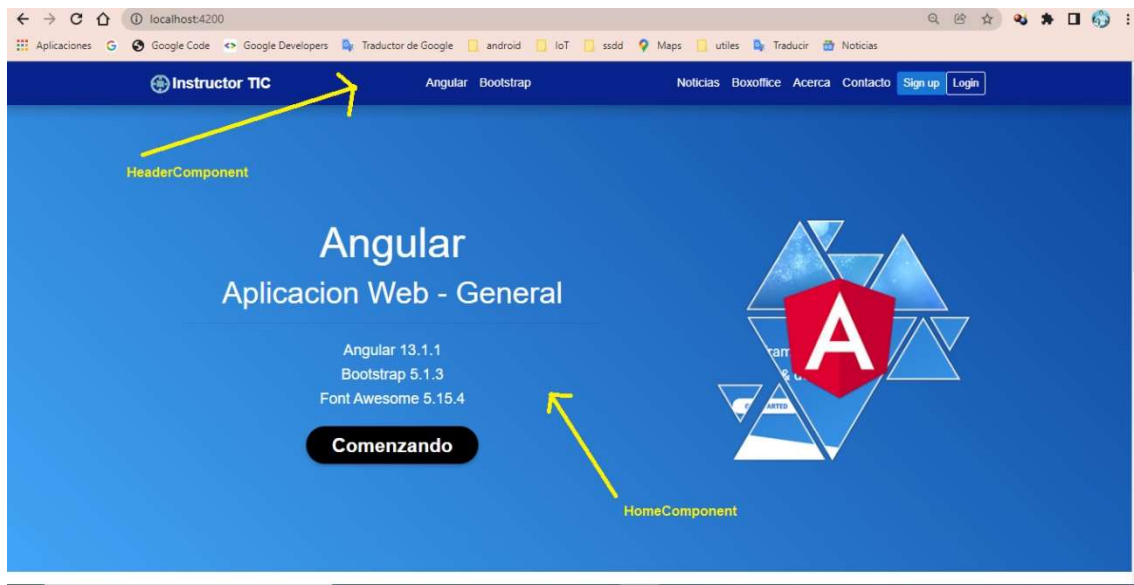 localhost:4200
Aplicaciones Google Code Google Developers Traductor de Google android IoT ssdd Maps utiles Traducir Noticias
Instructor TIC Angular Bootstrap Noticias Boxoffice Acerca Contacto Sign up Login
HeaderComponent
Angular
Aplicacion Web - General
Angular 13.1.1
Bootstrap 5.1.3
Font Awesome 5.15.4
Comenzando
A
HomeComponent